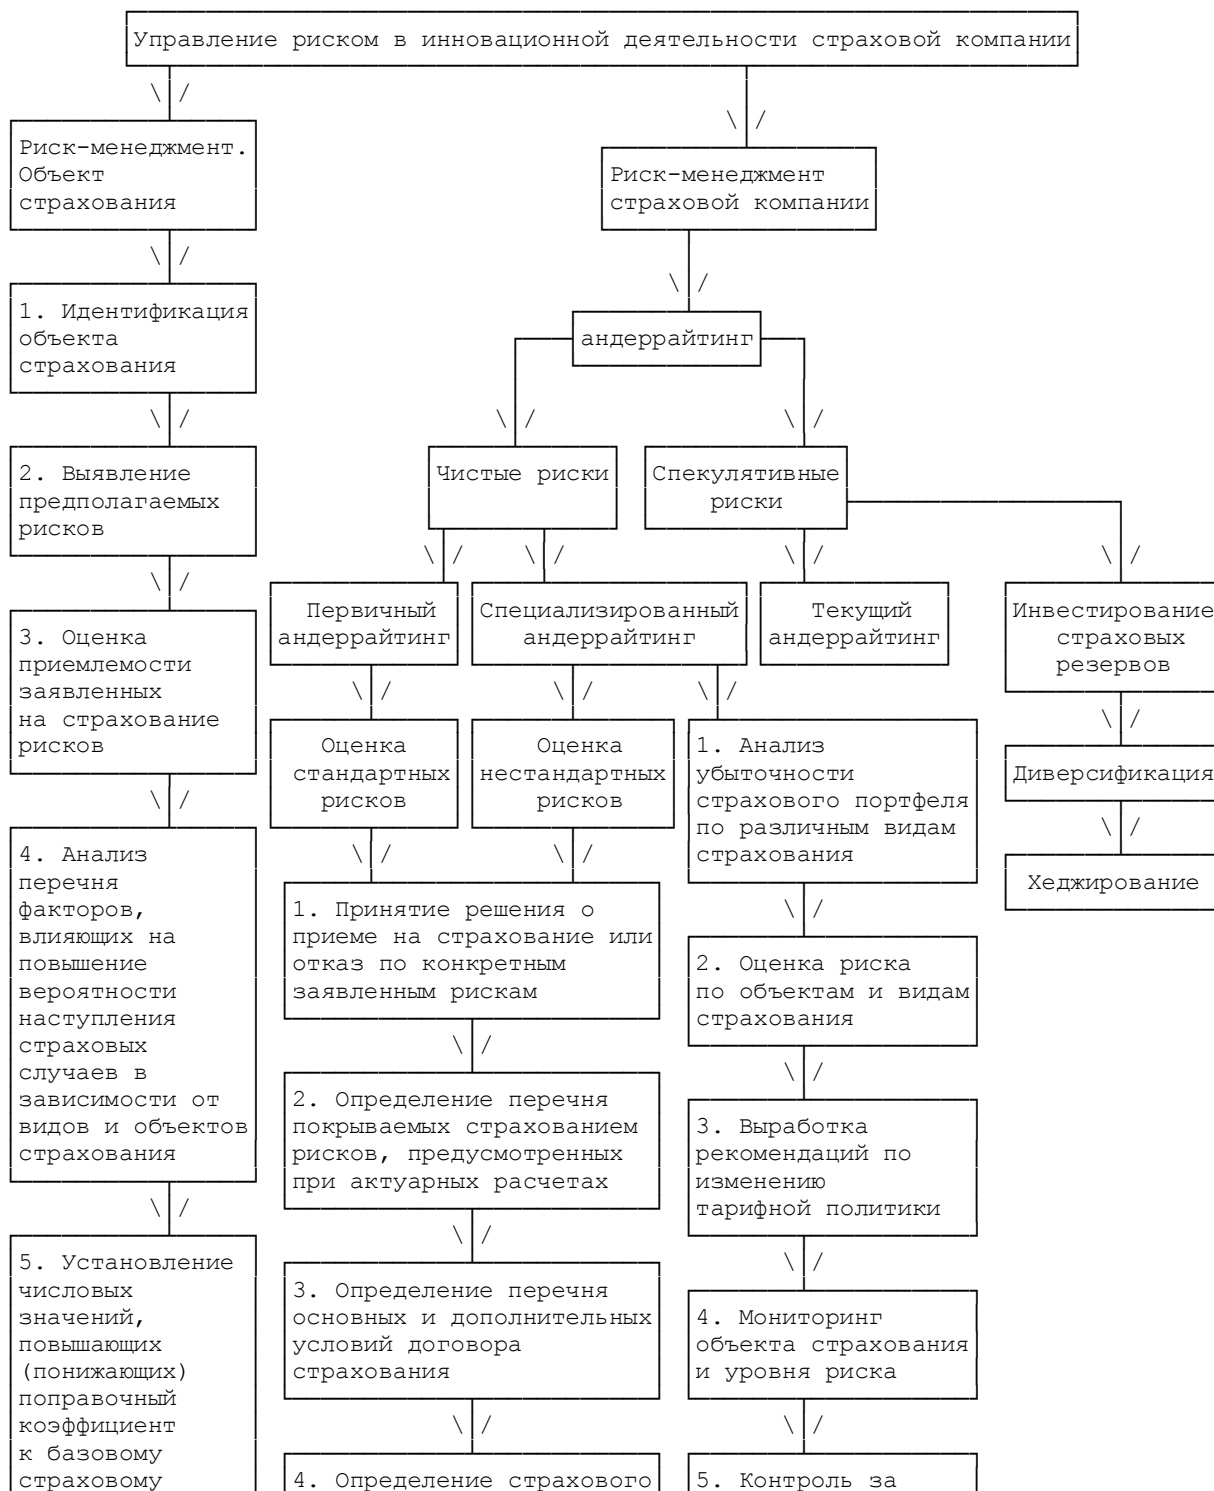 Управление риском в инновационной деятельности страховой компании
Риск-менеджмент.
Объект
страхования
Риск-менеджмент
страховой компании
1. Идентификация
объекта
страхования
андеррайтинг
2. Выявление
предполагаемых
рисков
Чистые риски
Спекулятивные
риски
3. Оценка
приемлемости
заявленных
на страхование
рисков
Первичный
андеррайтинг
Специализированный
андеррайтинг
Текущий
андеррайтинг
Инвестирование
страховых
резервов
Оценка
стандартных
рисков
Оценка
нестандартных
рисков
1. Анализ
убыточности
страхового портфеля
по различным видам
страхования
Диверсификация
Хеджирование
4. Анализ
перечня
факторов,
влияющих на
повышение
вероятности
наступления
страховых
случаев в
зависимости от
видов и объектов
страхования
1. Принятие решения о
приеме на страхование или
отказ по конкретным
заявленным рискам
2. Оценка риска
по объектам и видам
страхования
2. Определение перечня
покрываемых страхованием
рисков, предусмотренных
при актуарных расчетах
3. Выработка
рекомендаций по
изменению
тарифной политики
5. Установление
числовых
значений,
повышающих
(понижающих)
поправочный
коэффициент
к базовому
страховому
3. Определение перечня
основных и дополнительных
условий договора
страхования
4. Мониторинг
объекта страхования
и уровня риска
4. Определение страхового
5. Контроль за